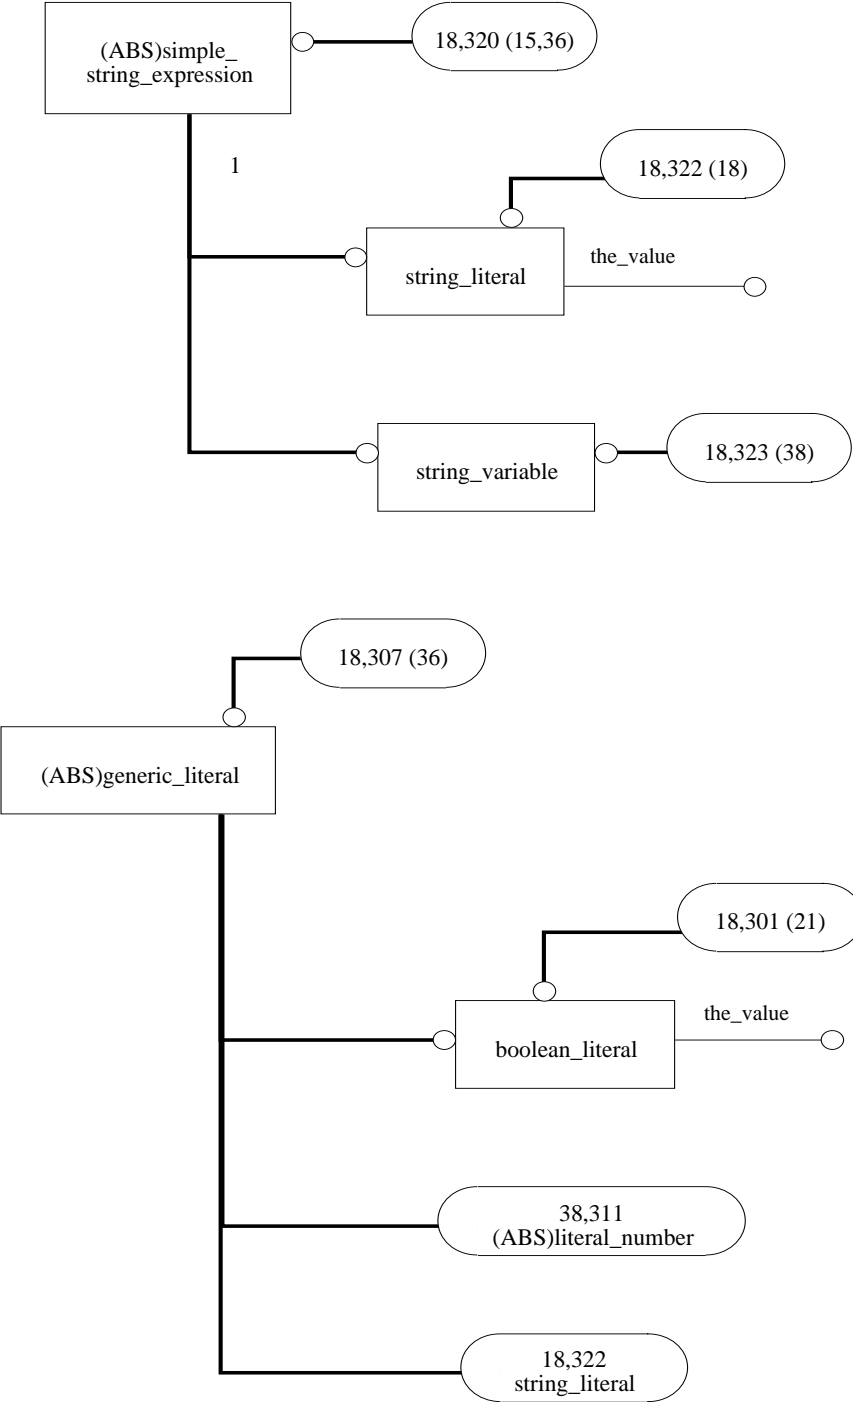 (ABS)simple_
string_expression
18,320 (15,36)
1
18,322 (18)
string_literal
the_value
string_variable
18,323 (38)
18,307 (36)
(ABS)generic_literal
18,301 (21)
boolean_literal
the_value
38,311
(ABS)literal_number
18,322
string_literal